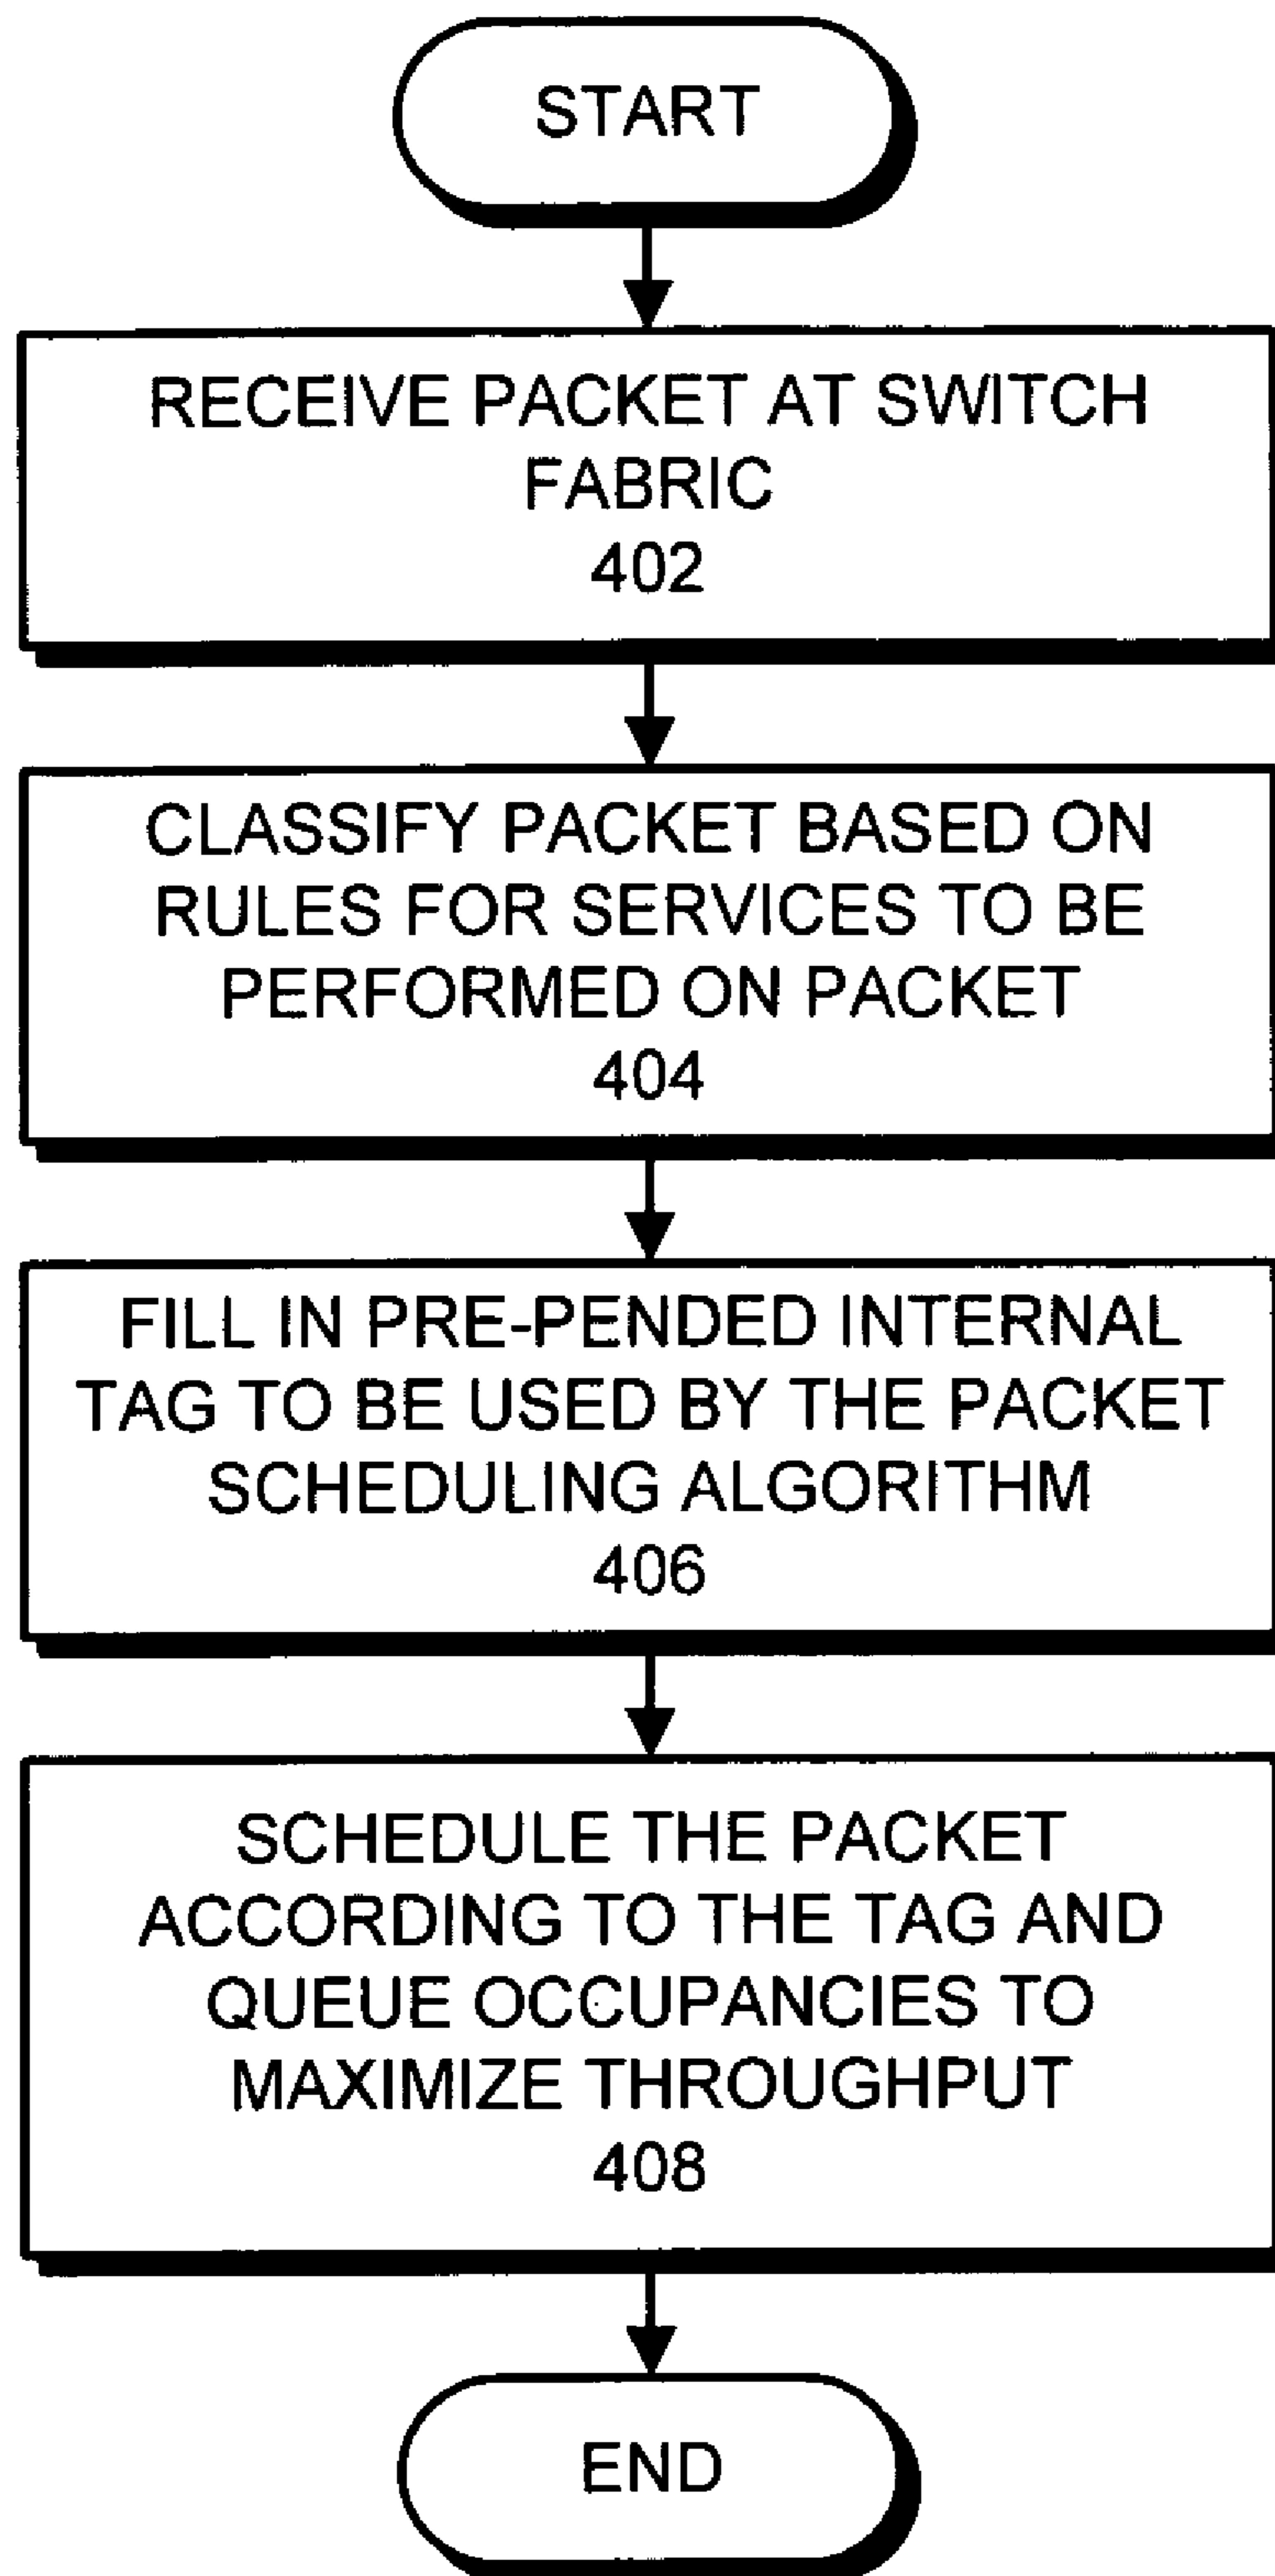 START
RECEIVE PACKET AT SWITCH
FABRIC
402
CLASSIFY PACKET BASED ON
RULES FOR SERVICES TO BE
PERFORMED ON PACKET
404
FILL IN PRE-PENDED INTERNAL
TAG TO BE USED BY THE PACKET
SCHEDULING ALGORITHM
406
SCHEDULE THE PACKET
ACCORDING TO THE TAG AND
QUEUE OCCUPANCIES TO
MAXIMIZE THROUGHPUT
408
END